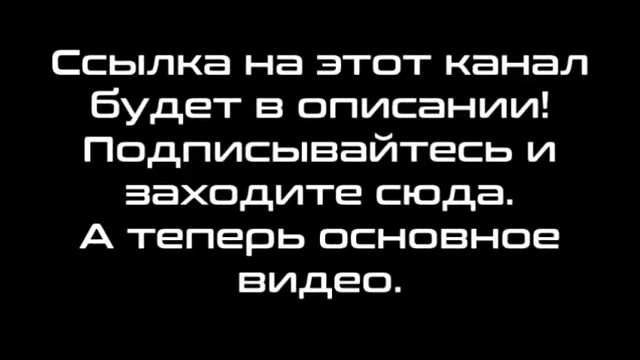 Ссылка на этот канал
будет в описании!
Подписывайтесь и
заходите сюда.
А теперь основное
видео.